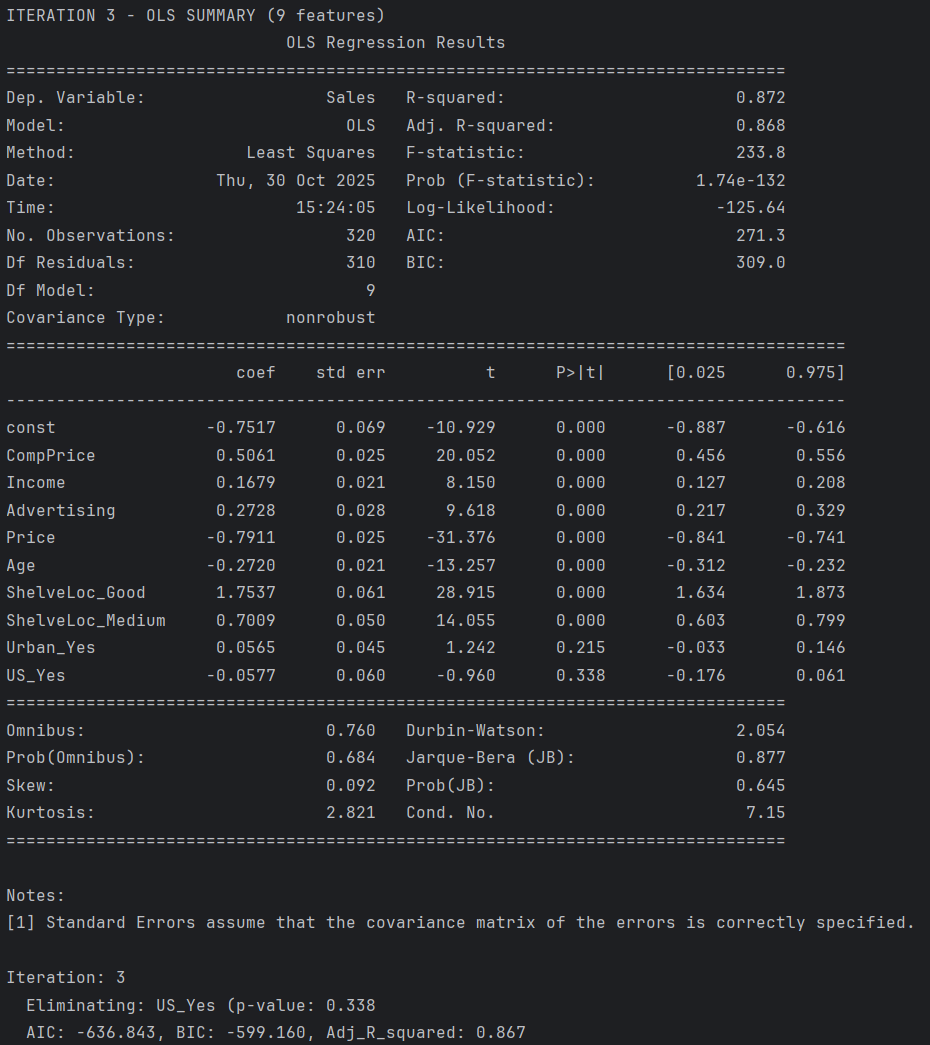 ITERATION 3 - OLS SUMMARY (9 features)
                            OLS Regression Results
==============================================================================
Dep. Variable:                  Sales   R-squared:                       0.872
Model:                            OLS   Adj. R-squared:                  0.868
Method:                 Least Squares   F-statistic:                     233.8
Date:                Thu, 30 Oct 2025   Prob (F-statistic):          1.74e-132
Time:                        15:24:05   Log-Likelihood:                -125.64
No. Observations:                 320   AIC:                             271.3
Df Residuals:                     310   BIC:                             309.0
Df Model:                           9
Covariance Type:            nonrobust
====================================================================================
                       coef    std err          t      P>|t|      [0.025      0.975]
------------------------------------------------------------------------------------
const               -0.7517      0.069    -10.929      0.000      -0.887      -0.616
CompPrice            0.5061      0.025     20.052      0.000       0.456       0.556
Income               0.1679      0.021      8.150      0.000       0.127       0.208
Advertising          0.2728      0.028      9.618      0.000       0.217       0.329
Price               -0.7911      0.025    -31.376      0.000      -0.841      -0.741
Age                 -0.2720      0.021    -13.257      0.000      -0.312      -0.232
ShelveLoc_Good       1.7537      0.061     28.915      0.000       1.634       1.873
ShelveLoc_Medium     0.7009      0.050     14.055      0.000       0.603       0.799
Urban_Yes            0.0565      0.045      1.242      0.215      -0.033       0.146
US_Yes              -0.0577      0.060     -0.960      0.338      -0.176       0.061
==============================================================================
Omnibus:                        0.760   Durbin-Watson:                   2.054
Prob(Omnibus):                  0.684   Jarque-Bera (JB):                0.877
Skew:                           0.092   Prob(JB):                        0.645
Kurtosis:                       2.821   Cond. No.                         7.15
==============================================================================

Notes:
[1] Standard Errors assume that the covariance matrix of the errors is correctly specified.

Iteration: 3
  Eliminating: US_Yes (p-value: 0.338
  AIC: -636.843, BIC: -599.160, Adj_R_squared: 0.867